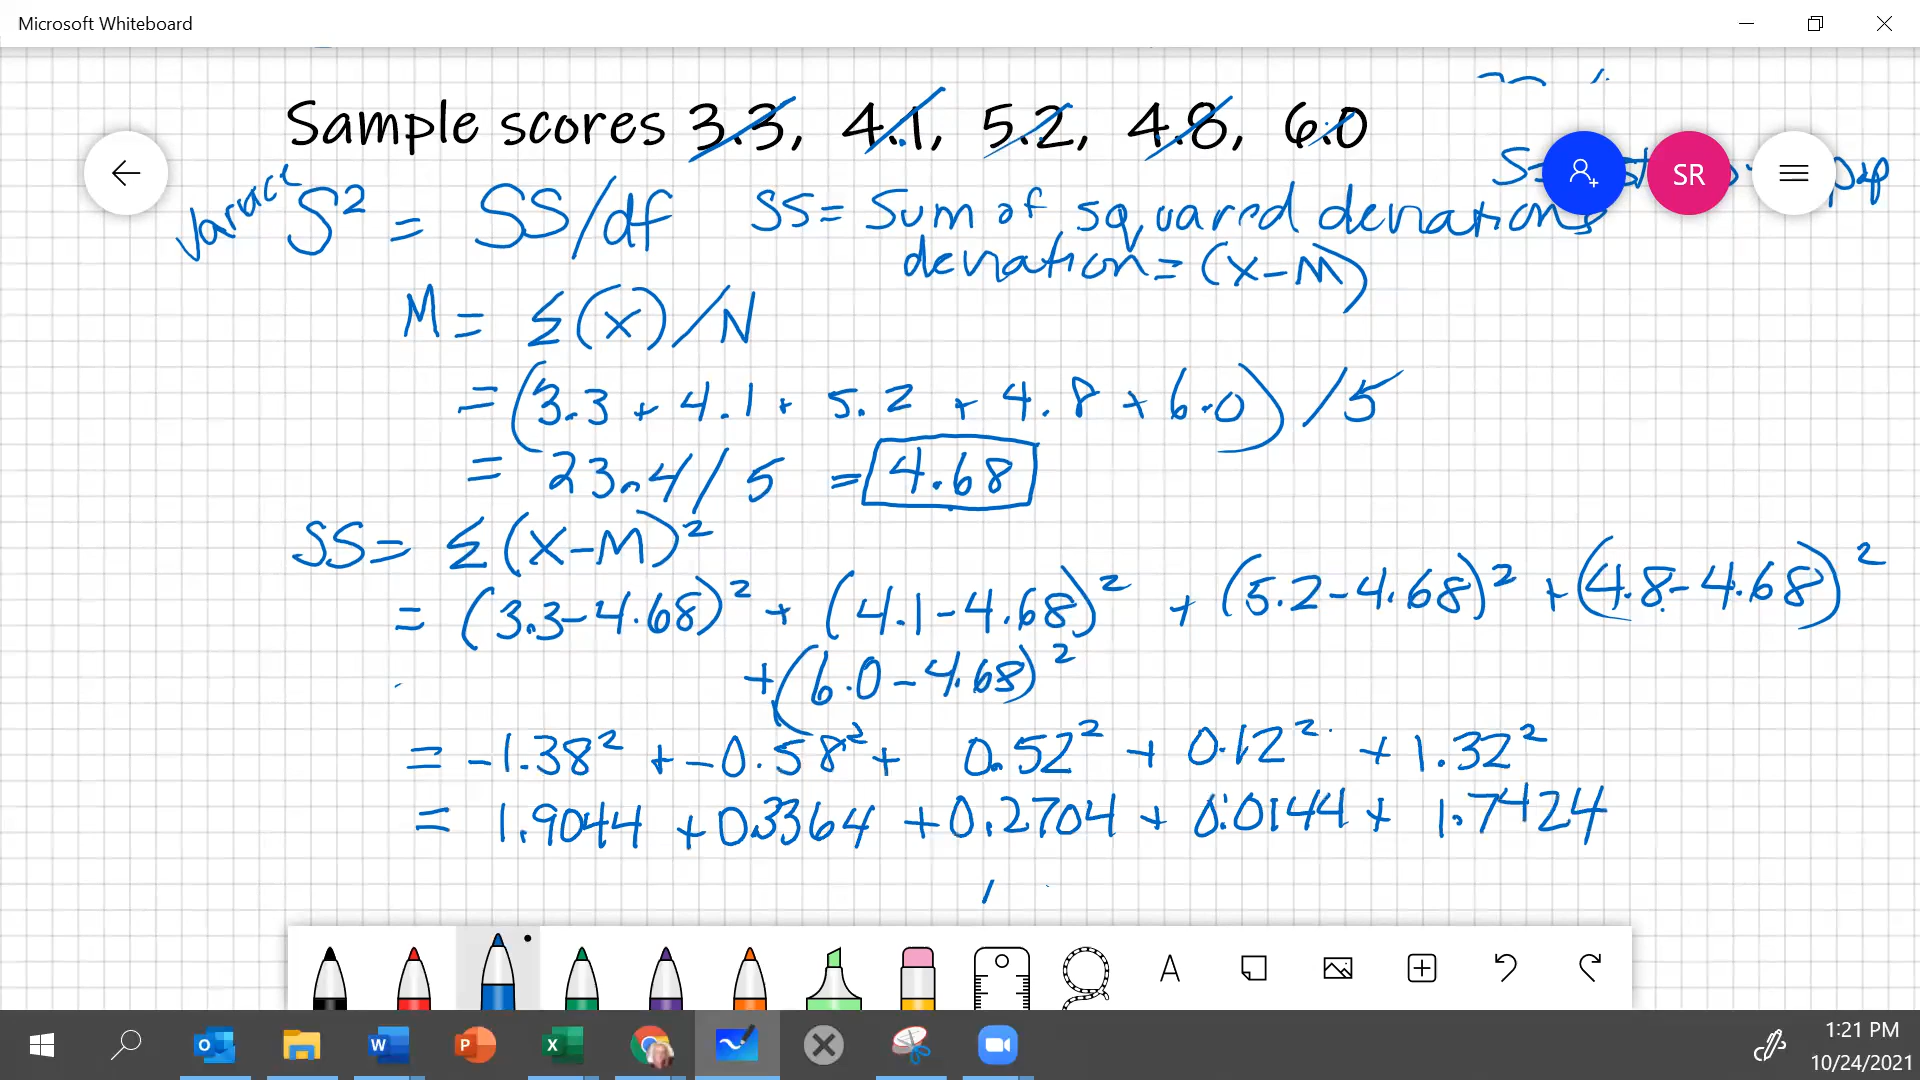 Microsoft Whiteboard
Sample scores 3.3, 4.1, 5.2, 4.8, 6.0
SR
S² = SS/df SS = Sum of squared deviations
deviation = (X-M)
M = Σ(X)/N
= (3.3 + 4.1 + 5.2 + 4.8 + 6.0) /5
= 23.4 / 5 = 4.68
SS = Σ(X-M)²
= (3.3-4.68)² + (4.1-4.68)² + (5.2-4.68)² + (4.8-4.68)²
+ (6.0-4.68)²
= -1.38² + -0.58² + 0.52² + 0.12² + 1.32²
= 1.9044 + 0.3364 + 0.2704 + 0.0144 + 1.7424
1:21 PM
10/24/2021